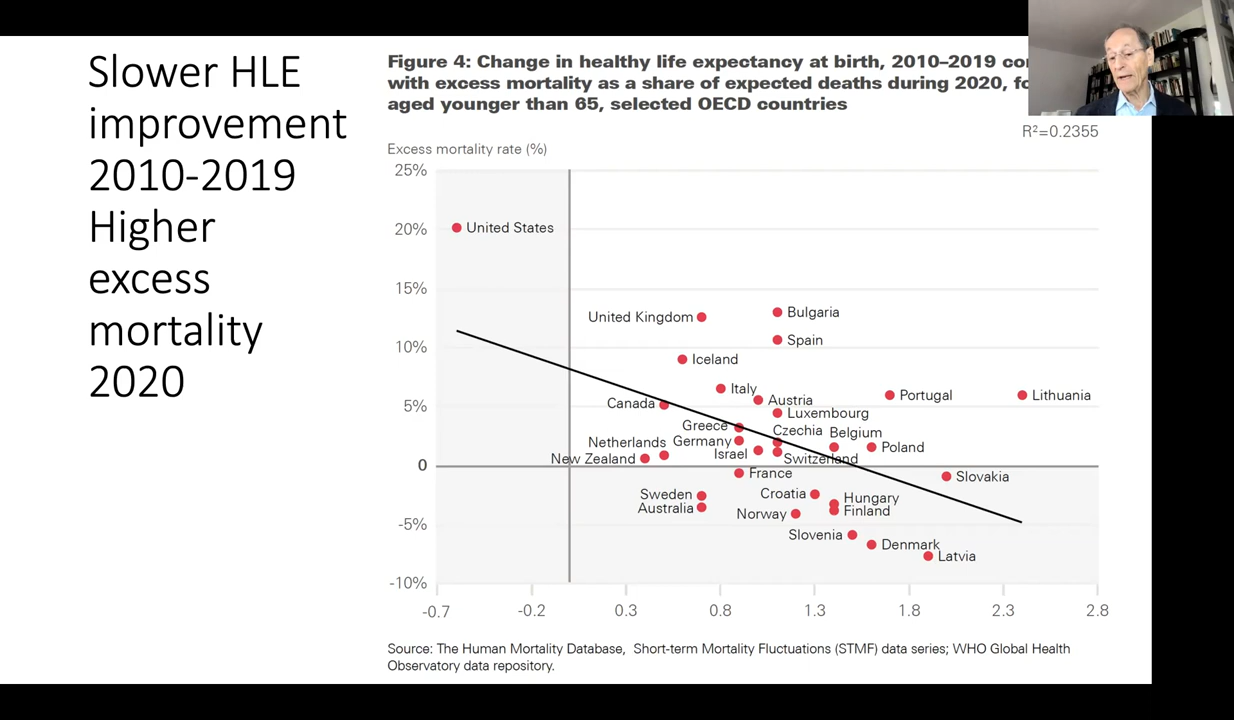 Slower HLE
improvement
2010-2019
Higher
excess
mortality
2020
Figure 4: Change in healthy life expectancy at birth, 2010–2019
with excess mortality as a share of expected deaths during 2020,
aged younger than 65, selected OECD countries
R²=0.2355
Excess mortality rate (%)
25%
20%
15%
10%
5%
0
-5%
-10%
United States
United Kingdom
Bulgaria
Spain
Iceland
Italy
Portugal
Lithuania
Canada
Austria
Luxembourg
Greece
Czechia
Belgium
Netherlands
Germany
Poland
New Zealand
Israel
Switzerland
France
Slovakia
Sweden
Croatia
Hungary
Australia
Norway
Finland
Slovenia
Denmark
Latvia
-0.7
-0.2
0.3
0.8
1.3
1.8
2.3
2.8
Source: The Human Mortality Database, Short-term Mortality Fluctuations (STMF) data series; WHO Global Health
Observatory data repository.